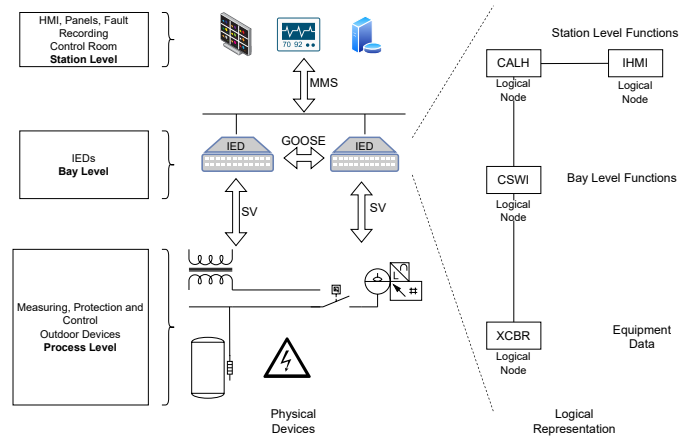 HMI, Panels, Fault
Recording
Control Room
Station Level
70 92
MMS
IEDs
Bay Level
IED
GOOSE
IED
SV
SV
Measuring, Protection and
Control
Outdoor Devices
Process Level
L
#
Physical
Devices
Station Level Functions
CALH
Logical
Node
IHMI
Logical
Node
CSWI
Logical
Node
Bay Level Functions
XCBR
Logical
Node
Equipment
Data
Logical
Representation